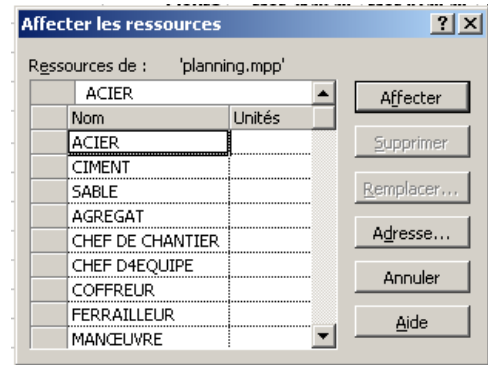 Affecter les ressources
Ressources de : 'planning.mpp'
ACIER
Nom Unités
ACIER
CIMENT
SABLE
AGREGAT
CHEF DE CHANTIER
CHEF D4EQUIPE
COFFREUR
FERRAILLEUR
MANŒUVRE
Affecter
Supprimer
Remplacer...
Adresse...
Annuler
Aide